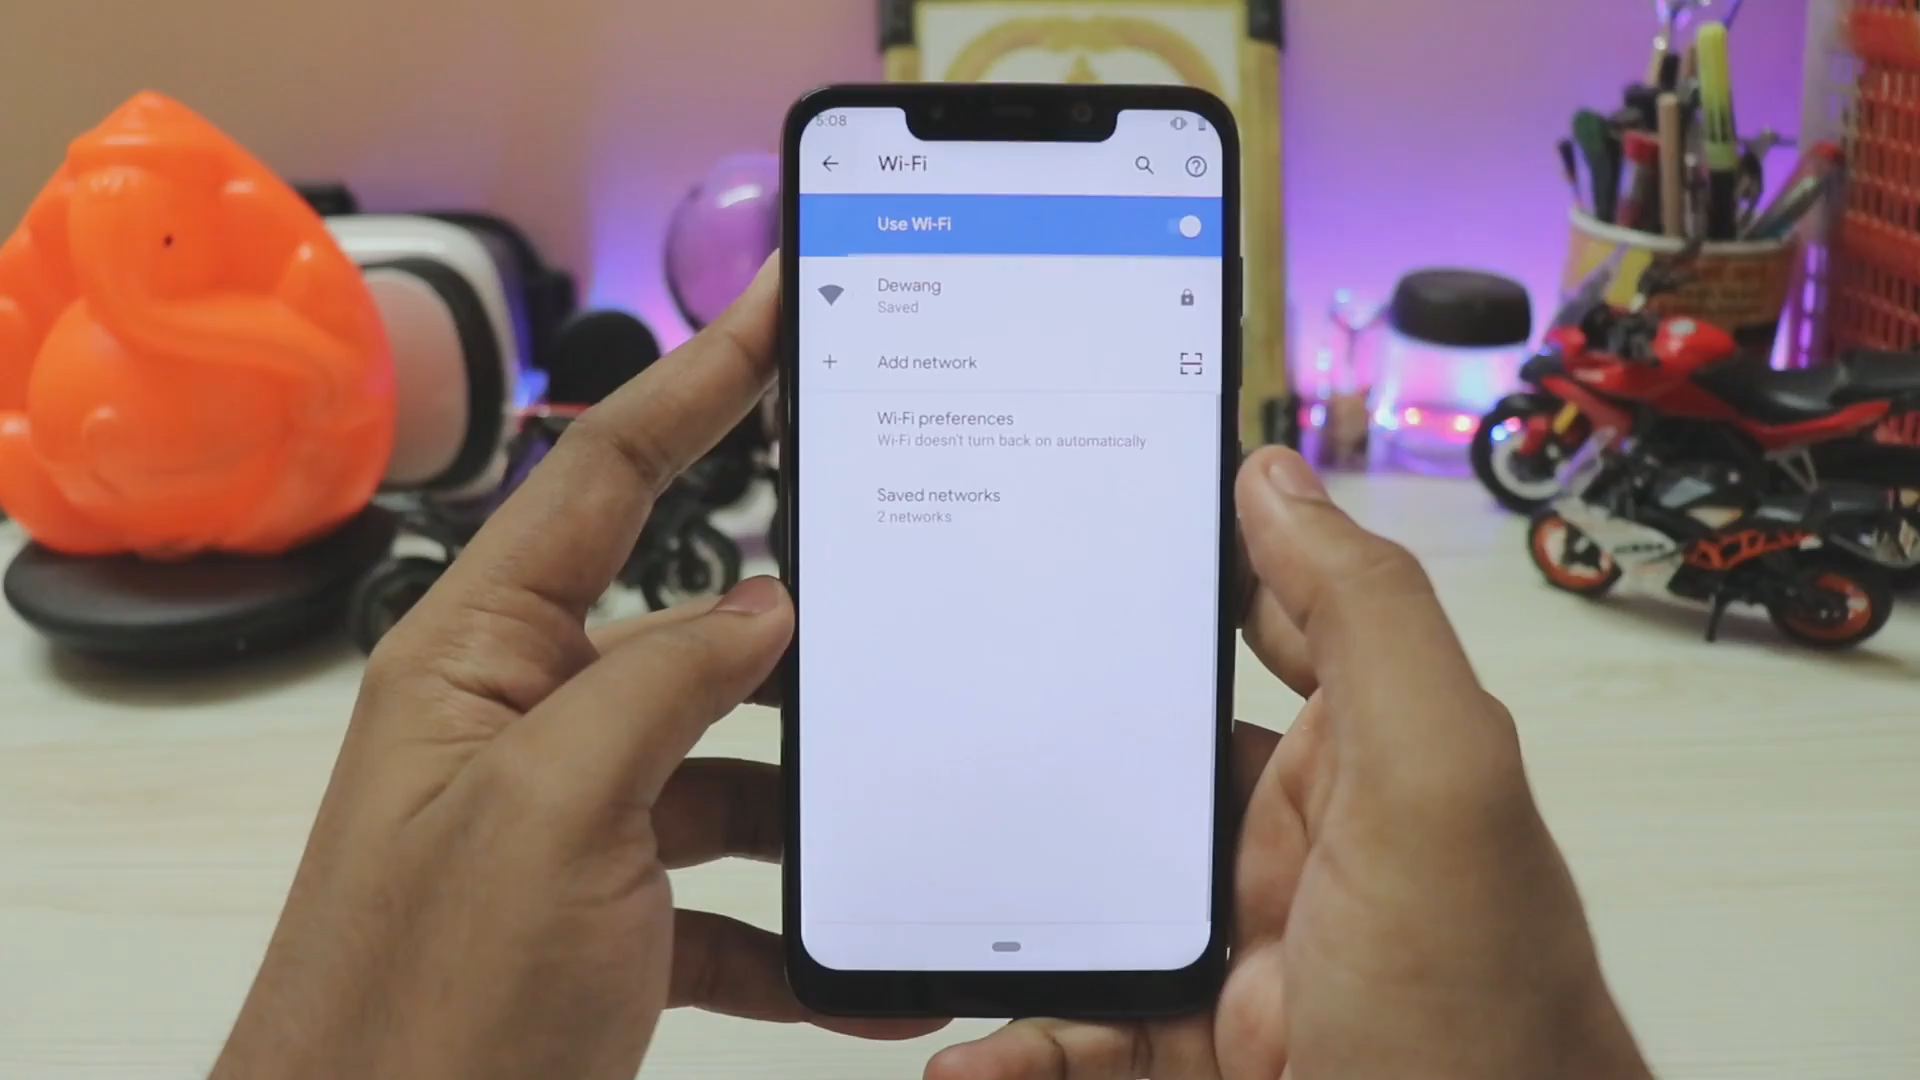 5:08
Wi-Fi
Use Wi-Fi
Dewang
Saved
Add network
Wi-Fi preferences
Wi-Fi doesn't turn back on automatically
Saved networks
2 networks